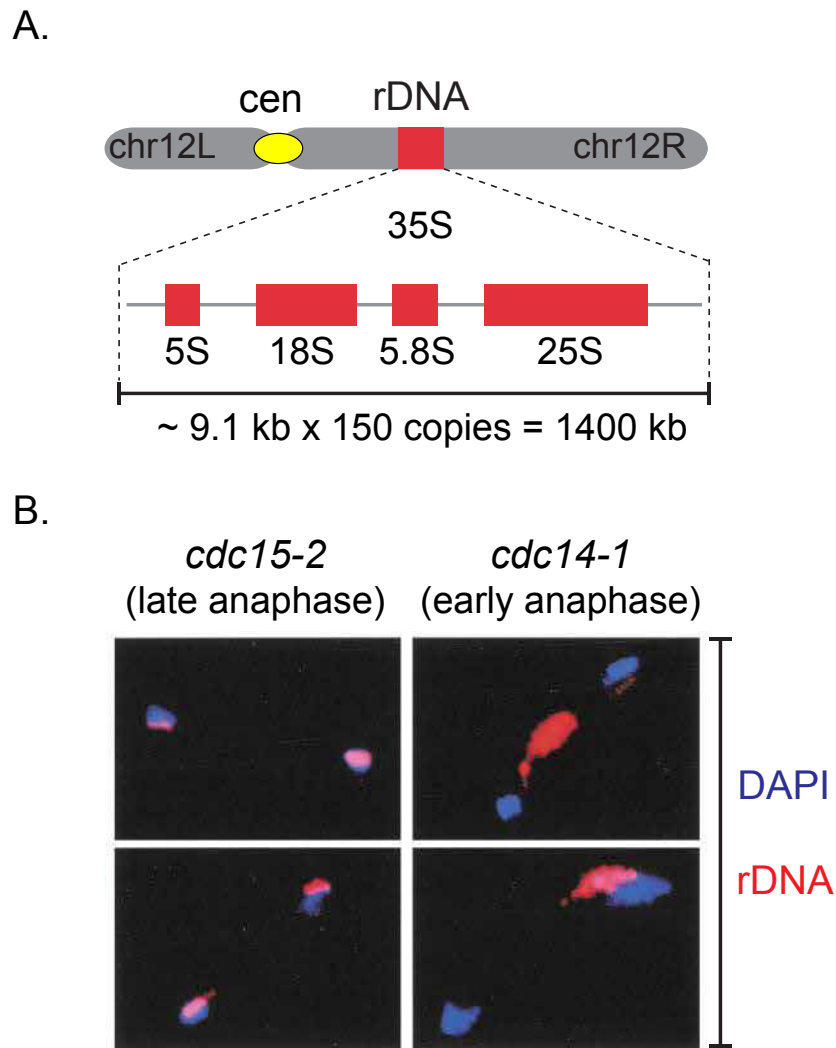 A.
cen rDNA
chr12L chr12R
35S
5S 18S 5.8S 25S
~ 9.1 kb x 150 copies = 1400 kb
B.
cdc15-2 cdc14-1
(late anaphase) (early anaphase)
DAPI
rDNA